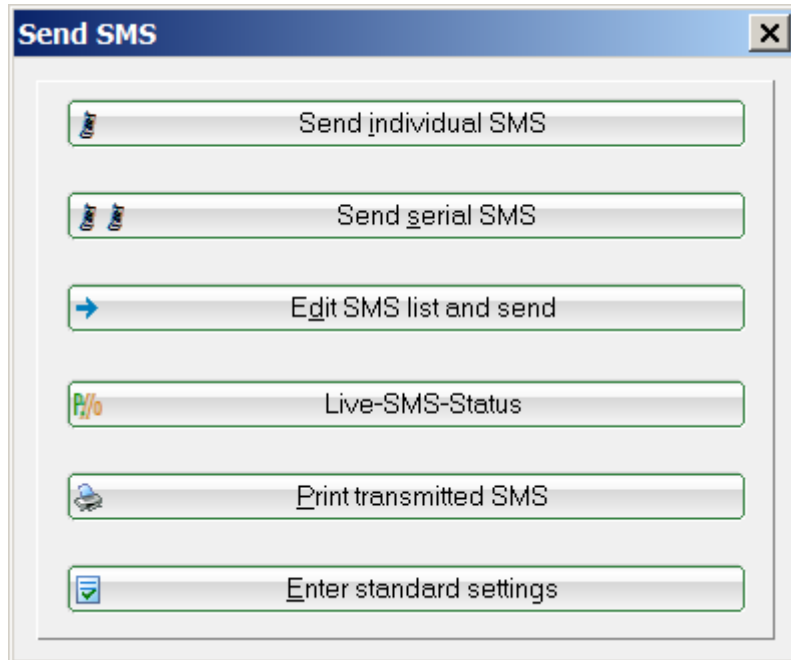 Send SMS
Send individual SMS
Send serial SMS
Edit SMS list and send
Live-SMS-Status
Print transmitted SMS
Enter standard settings